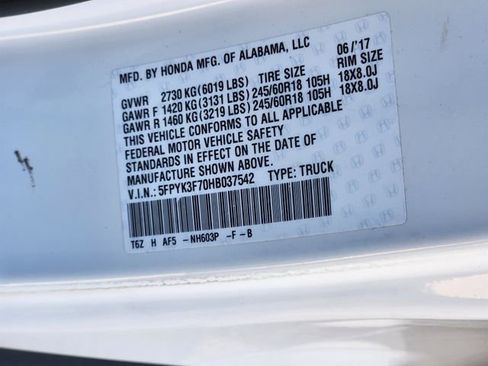 MFD. BY HONDA MFG. OF ALABAMA, LLC 06/'17
GVWR 2730 KG(6019 LBS) TIRE SIZE RIM SIZE
GAWR F 1420 KG(3131 LBS) 245/60R18 105H 18X8.0J
GAWR R 1460 KG(3219 LBS) 245/60R18 105H 18X8.0J
THIS VEHICLE CONFORMS TO ALL APPLICABLE
FEDERAL MOTOR VEHICLE SAFETY
STANDARDS IN EFFECT ON THE DATE OF
MANUFACTURE SHOWN ABOVE.
V.I.N.: 5FPYK3F70HB037542 TYPE: TRUCK
T6Z H AF5 -NH603P -F -B